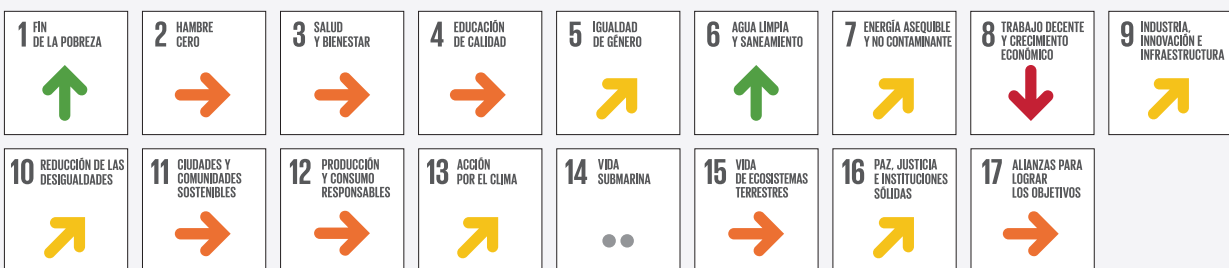 1 FIN
DE LA POBREZA
2 HAMBRE
CERO
3 SALUD
Y BIENESTAR
4 EDUCACIÓN
DE CALIDAD
5 IGUALDAD
DE GÉNERO
6 AGUA LIMPIA
Y SANEAMIENTO
7 ENERGÍA ASEQUIBLE
Y NO CONTAMINANTE
8 TRABAJO DECENTE
Y CRECIMIENTO
ECONÓMICO
9 INDUSTRIA,
INNOVACIÓN E
INFRAESTRUCTURA
10 REDUCCIÓN DE LAS
DESIGUALDADES
11 CIUDADES Y
COMUNIDADES
SOSTENIBLES
12 PRODUCCIÓN
Y CONSUMO
RESPONSABLES
13 ACCIÓN
POR EL CLIMA
14 VIDA
SUBMARINA
15 VIDA
DE ECOSISTEMAS
TERRESTRES
16 PAZ, JUSTICIA
E INSTITUCIONES
SÓLIDAS
17 ALIANZAS PARA
LOGRAR
LOS OBJETIVOS